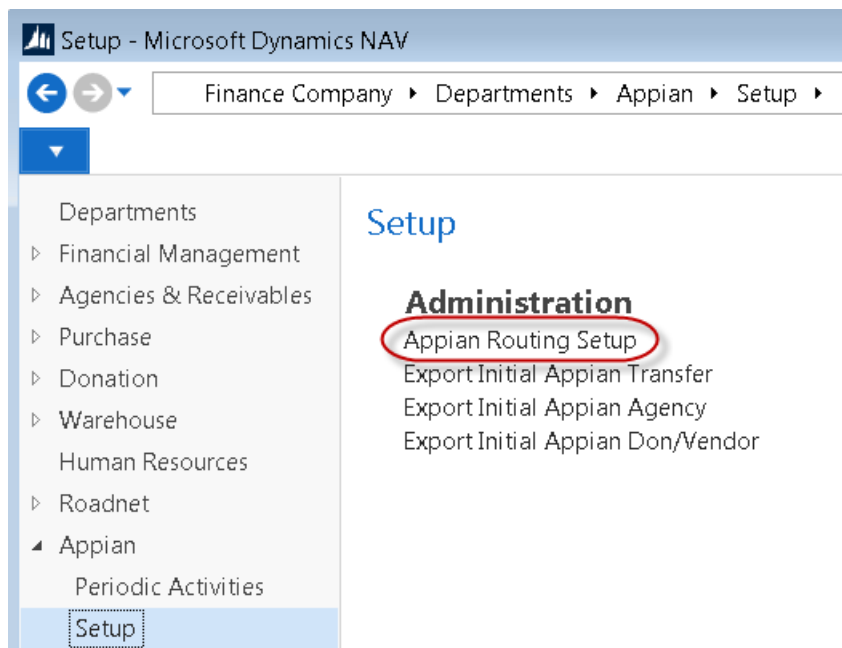 Setup - Microsoft Dynamics NAV
Finance Company ▸ Departments ▸ Appian ▸ Setup ▸
Departments
Financial Management
Agencies & Receivables
Purchase
Donation
Warehouse
Human Resources
Roadnet
Appian
Periodic Activities
Setup
Setup
Administration
Appian Routing Setup
Export Initial Appian Transfer
Export Initial Appian Agency
Export Initial Appian Don/Vendor